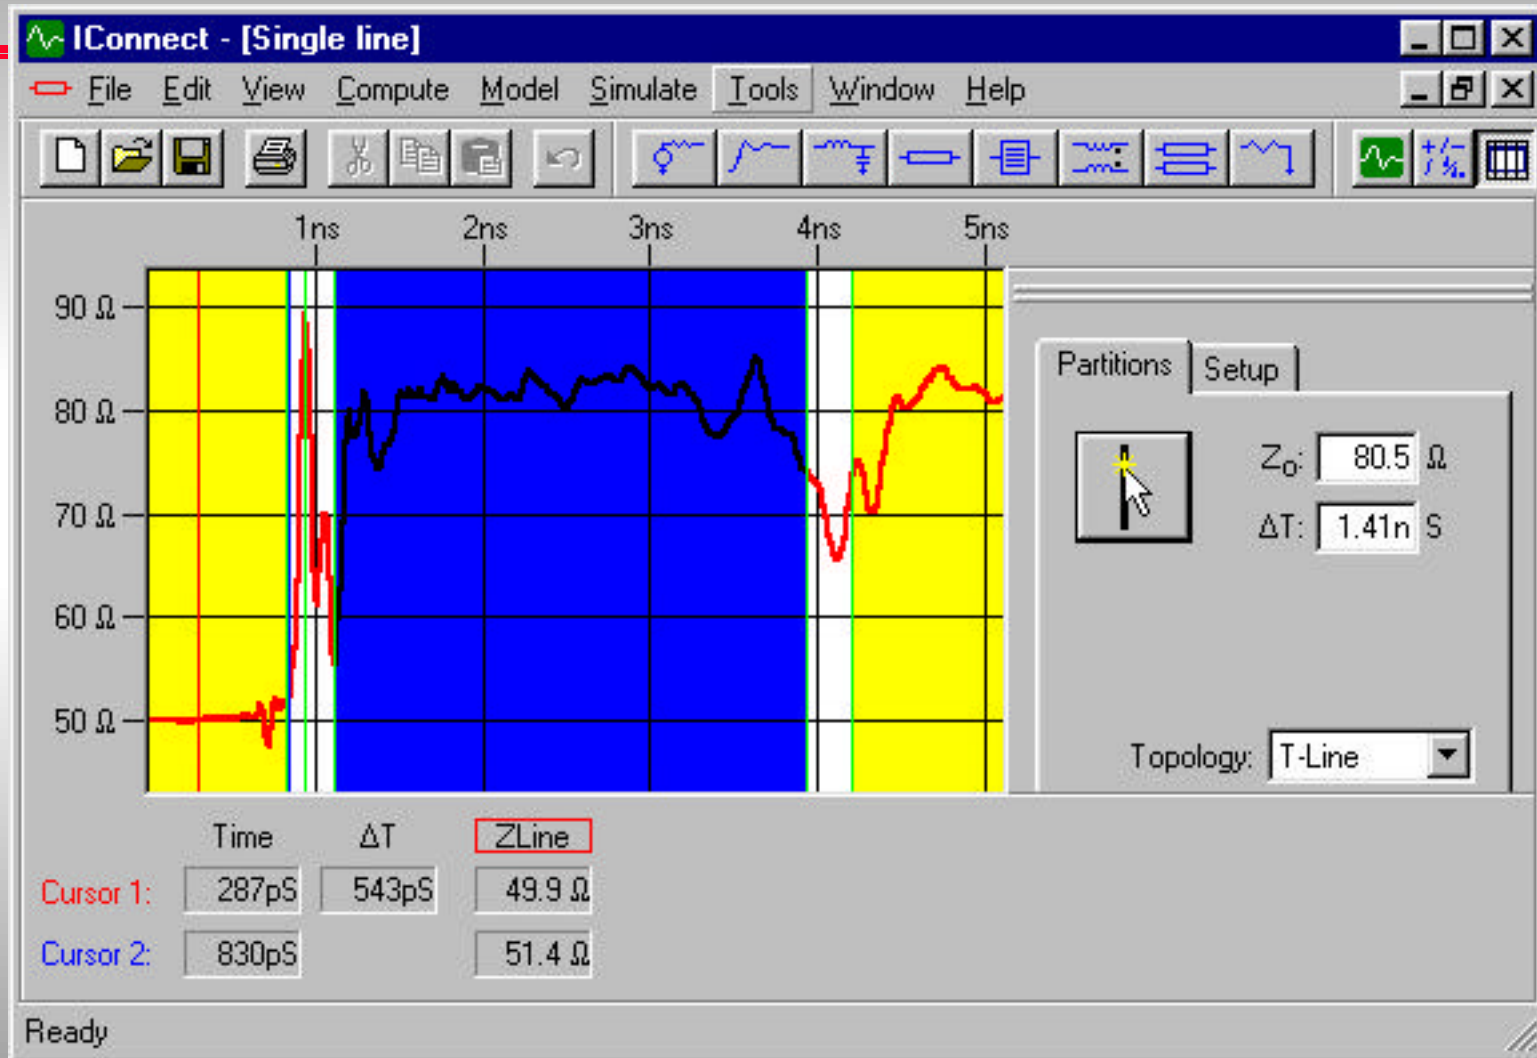 IConnect - [Single line]
File Edit View Compute Model Simulate Tools Window Help
1ns 2ns 3ns 4ns 5ns
90 Ω
80 Ω
70 Ω
60 Ω
50 Ω
Partitions Setup
Zo: 80.5 Ω
ΔT: 1.41n S
Topology: T-Line
Time ΔT ZLine
Cursor 1: 287pS 543pS 49.9 Ω
Cursor 2: 830pS 51.4 Ω
Ready